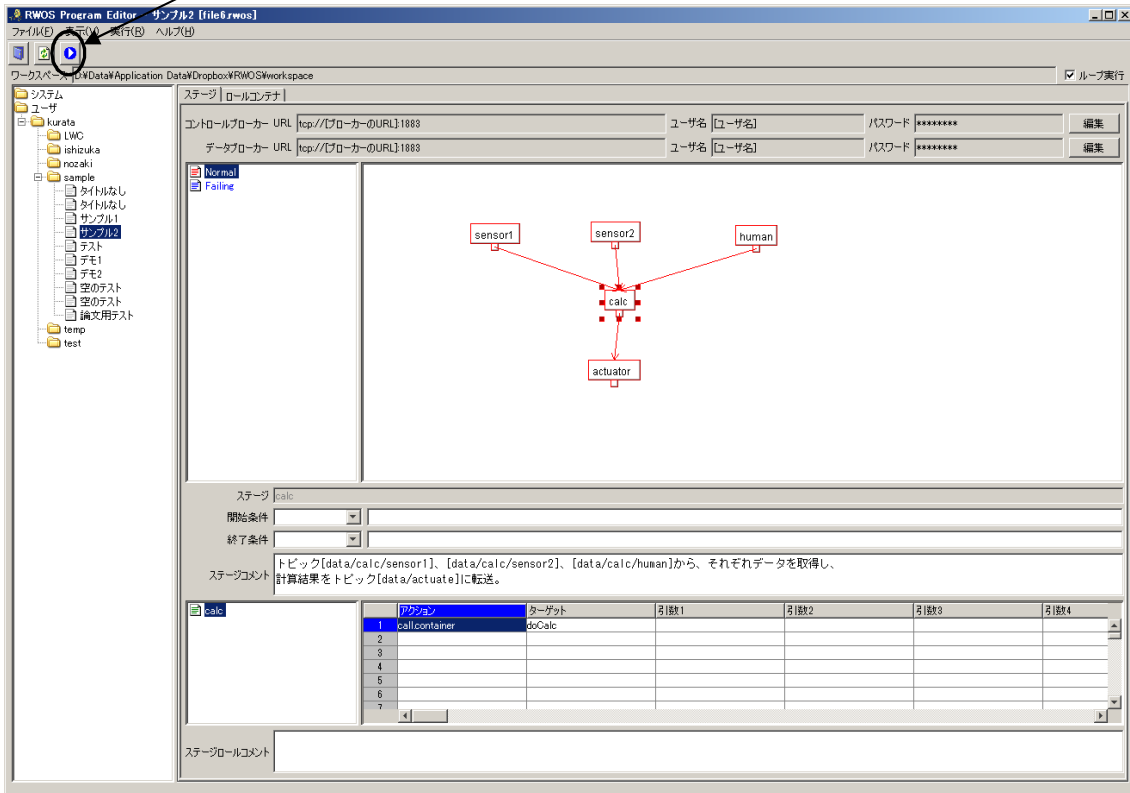 RWOS Program Editor - サンプル2 [file6.rwos]
ファイル(F) 表示(V) 実行(R) ヘルプ(H)
ワークスペース D:¥Data¥Application Data¥Dropbox¥RWOS¥workspace ループ実行
システム
ユーザ
kurata
LWC
ishizuka
nozaki
sample
タイトルなし
タイトルなし
サンプル1
サンプル2
テスト
デモ1
デモ2
空のテスト
空のテスト
論文用テスト
temp
test
ステージ ロールコンテナ
コントロールブローカー URL tcp://[ブローカーのURL]:1883 ユーザ名 [ユーザ名] パスワード ******** 編集
データブローカー URL tcp://[ブローカーのURL]:1883 ユーザ名 [ユーザ名] パスワード ******** 編集
Normal
Failing
sensor1 sensor2 human
calc
actuator
ステージ calc
開始条件
終了条件
ステージコメント トピック[data/calc/sensor1]、[data/calc/sensor2]、[data/calc/human]から、それぞれデータを取得し、
計算結果をトピック[data/actuate]に転送。
calc
アクション ターゲット 引数1 引数2 引数3 引数4
1 call.container doCalc
2
3
4
5
6
7
ステージロールコメント